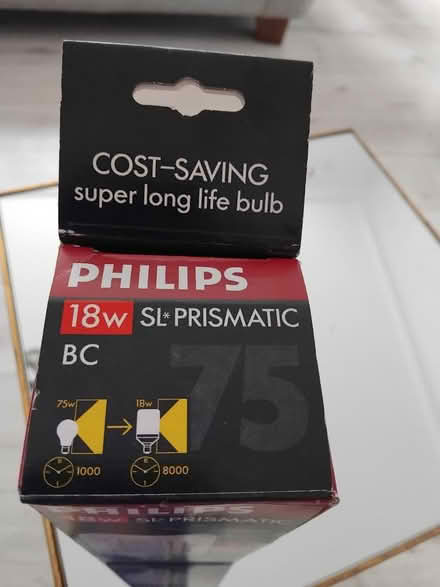 COST-SAVING
super long life bulb
PHILIPS
18w SL* PRISMATIC
BC
75
75w 18w
1000 8000
PHILIPS
18w SL* PRISMATIC